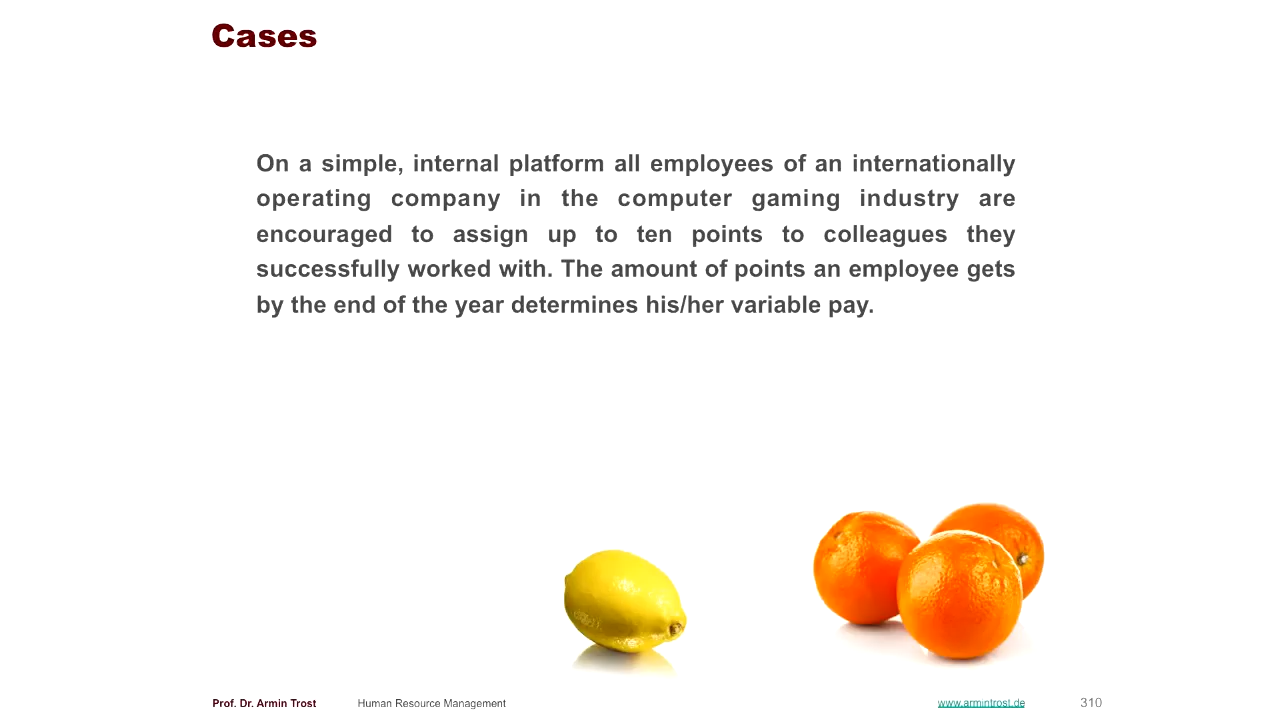 Cases
On a simple, internal platform all employees of an internationally
operating company in the computer gaming industry are
encouraged to assign up to ten points to colleagues they
successfully worked with. The amount of points an employee gets
by the end of the year determines his/her variable pay.
Prof. Dr. Armin Trost Human Resource Management www.armintrost.de 310